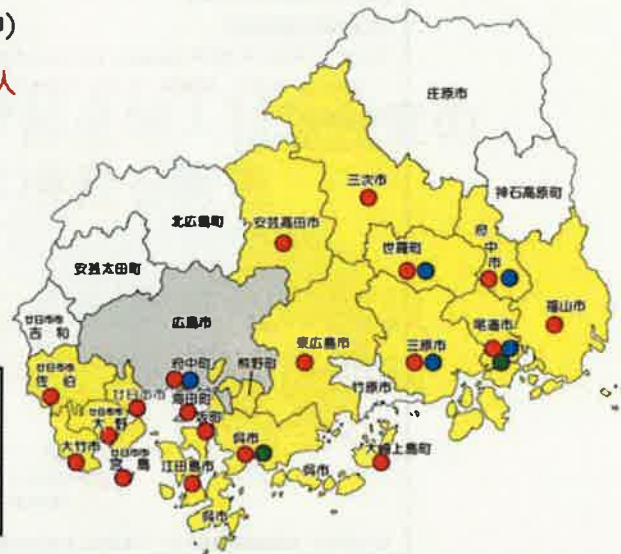 )
人
庄原市
三次市
神石高原町
北広島町
安芸高田市
府中市
世羅町
安芸太田町
福山市
広島市
尾道市
廿日市市
吉和
東広島市
三原市
府中町
熊野町
竹原市
廿日市市
佐伯
海田町
廿日市市
坂町
廿日市市
大野
呉市
大崎上島町
大竹市
廿日市市
宮島
江田島市
呉市
呉市